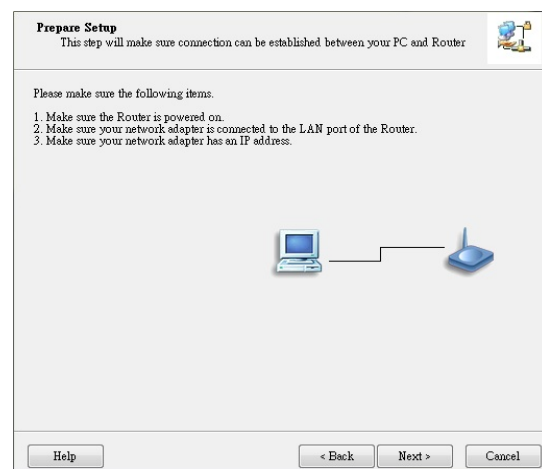 Prepare Setup
This step will make sure connection can be established between your PC and Router
Please make sure the following items.
1. Make sure the Router is powered on.
2. Make sure your network adapter is connected to the LAN port of the Router.
3. Make sure your network adapter has an IP address.
Help
< Back
Next >
Cancel